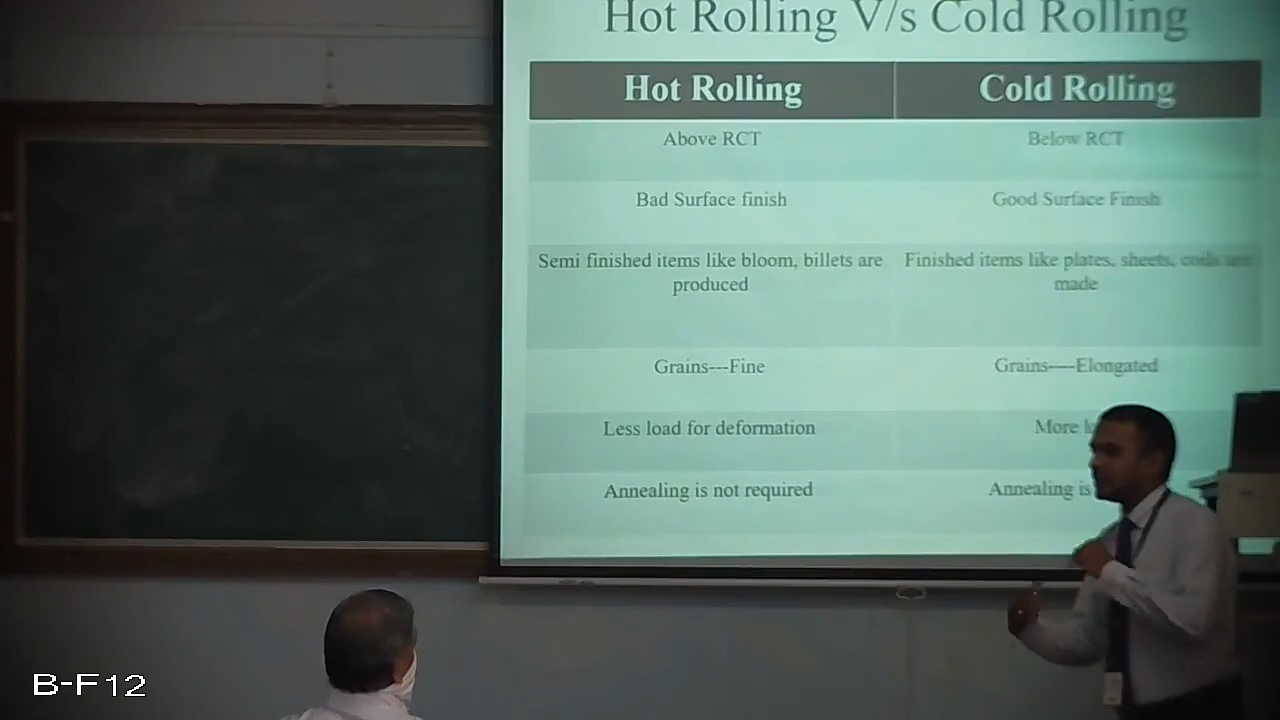 Hot Rolling V/s Cold Rolling
Hot Rolling Cold Rolling
Above RCT Below RCT
Bad Surface finish Good Surface Finish
Semi finished items like bloom, billets are Finished items like plates, sheets, coils are
produced made
Grains---Fine Grains----Elongated
Less load for deformation More
Annealing is not required Annealing is
B-F12